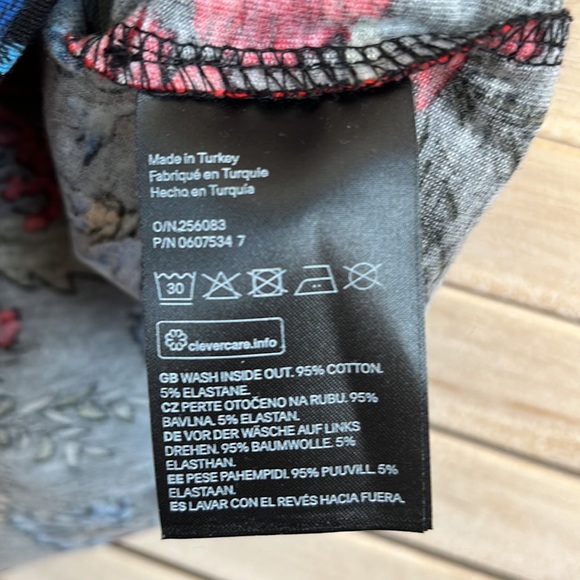 Made in Turkey
Fabriqué en Turquie
Hecho en Turquía
O/N.256083
P/N 0607534 7
30
clevercare.info
GB WASH INSIDE OUT. 95% COTTON.
5% ELASTANE.
CZ PERTE OTOČENO NA RUBU. 95%
BAVLNA. 5% ELASTAN.
DE VOR DER WÄSCHE AUF LINKS
DREHEN. 95% BAUMWOLLE. 5%
ELASTHAN.
EE PESE PAHEMPIDI. 95% PUUVILL. 5%
ELASTAAN.
ES LAVAR CON EL REVÉS HACIA FUERA.